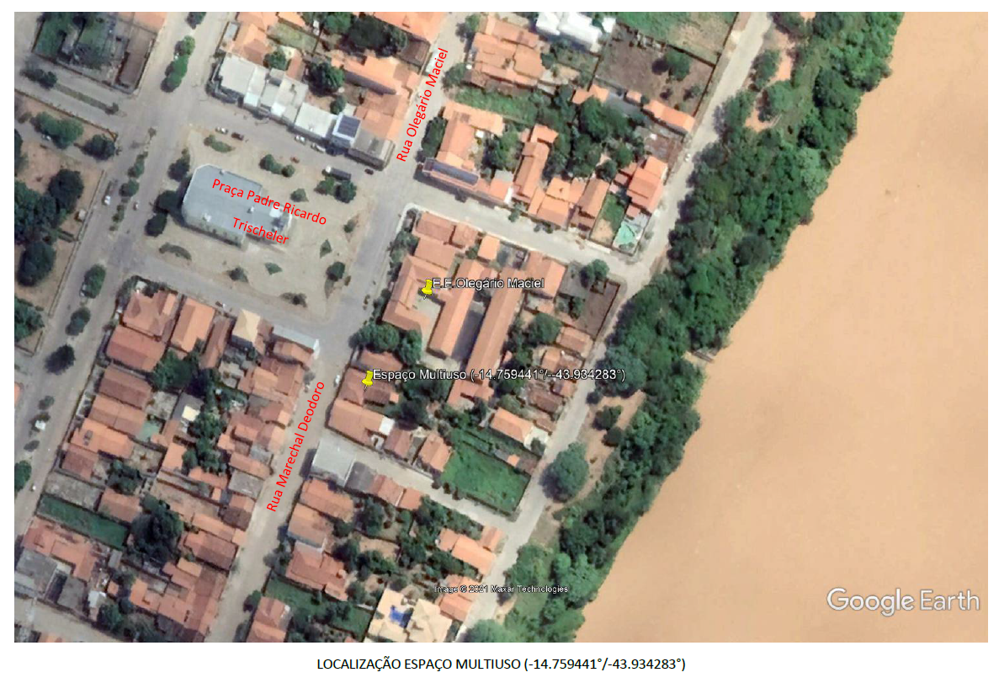 Rua Olegário Maciel
Praça Padre Ricardo
Trischeler
E.E.Olegário Maciel
Espaço Multiuso (-14.759441°/--43.934283°)
Rua Marechal Deodoro
Image © 2021 Maxar Technologies
Google Earth
LOCALIZAÇÃO ESPAÇO MULTIUSO (-14.759441°/-43.934283°)